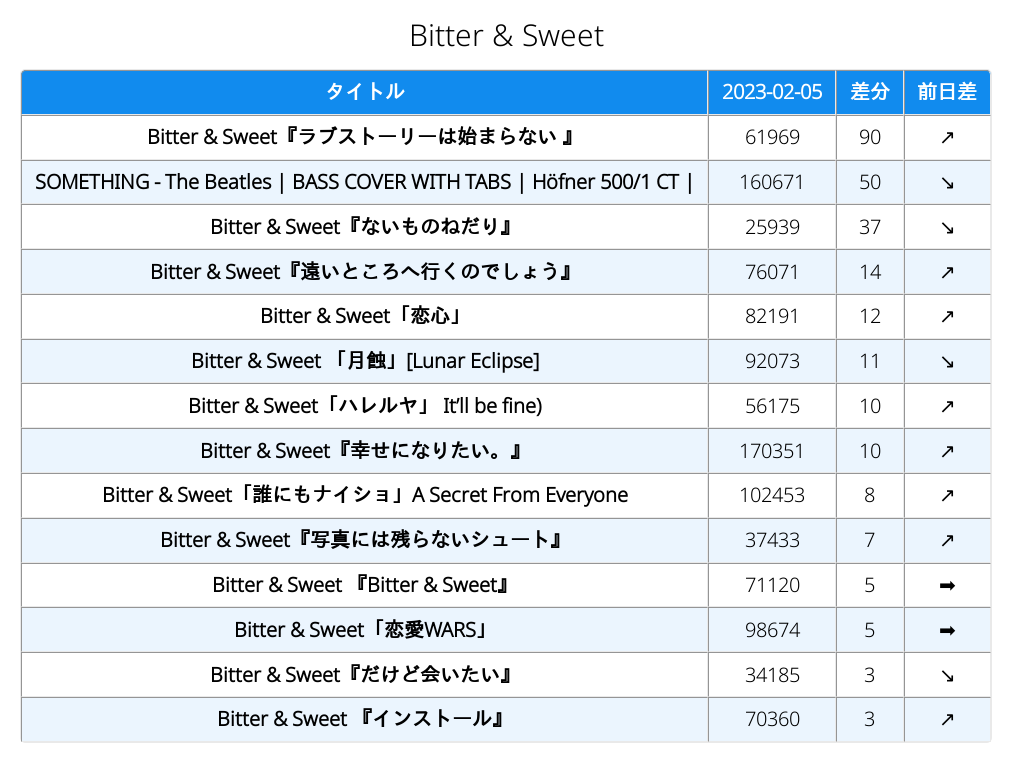 Bitter & Sweet
タイトル 2023-02-05 差分 前日差
Bitter & Sweet『ラブストーリーは始まらない 』 61969 90 ↗
SOMETHING - The Beatles | BASS COVER WITH TABS | Höfner 500/1 CT | 160671 50 ↘
Bitter & Sweet『ないものねだり』 25939 37 ↘
Bitter & Sweet『遠いところへ行くのでしょう』 76071 14 ↗
Bitter & Sweet「恋心」 82191 12 ↗
Bitter & Sweet 「月蝕」[Lunar Eclipse] 92073 11 ↘
Bitter & Sweet「ハレルヤ」 It’ll be fine) 56175 10 ↗
Bitter & Sweet『幸せになりたい。』 170351 10 ↗
Bitter & Sweet「誰にもナイショ」A Secret From Everyone 102453 8 ↗
Bitter & Sweet『写真には残らないシュート』 37433 7 ↗
Bitter & Sweet 『Bitter & Sweet』 71120 5 ➡
Bitter & Sweet「恋愛WARS」 98674 5 ➡
Bitter & Sweet『だけど会いたい』 34185 3 ↘
Bitter & Sweet 『インストール』 70360 3 ↗